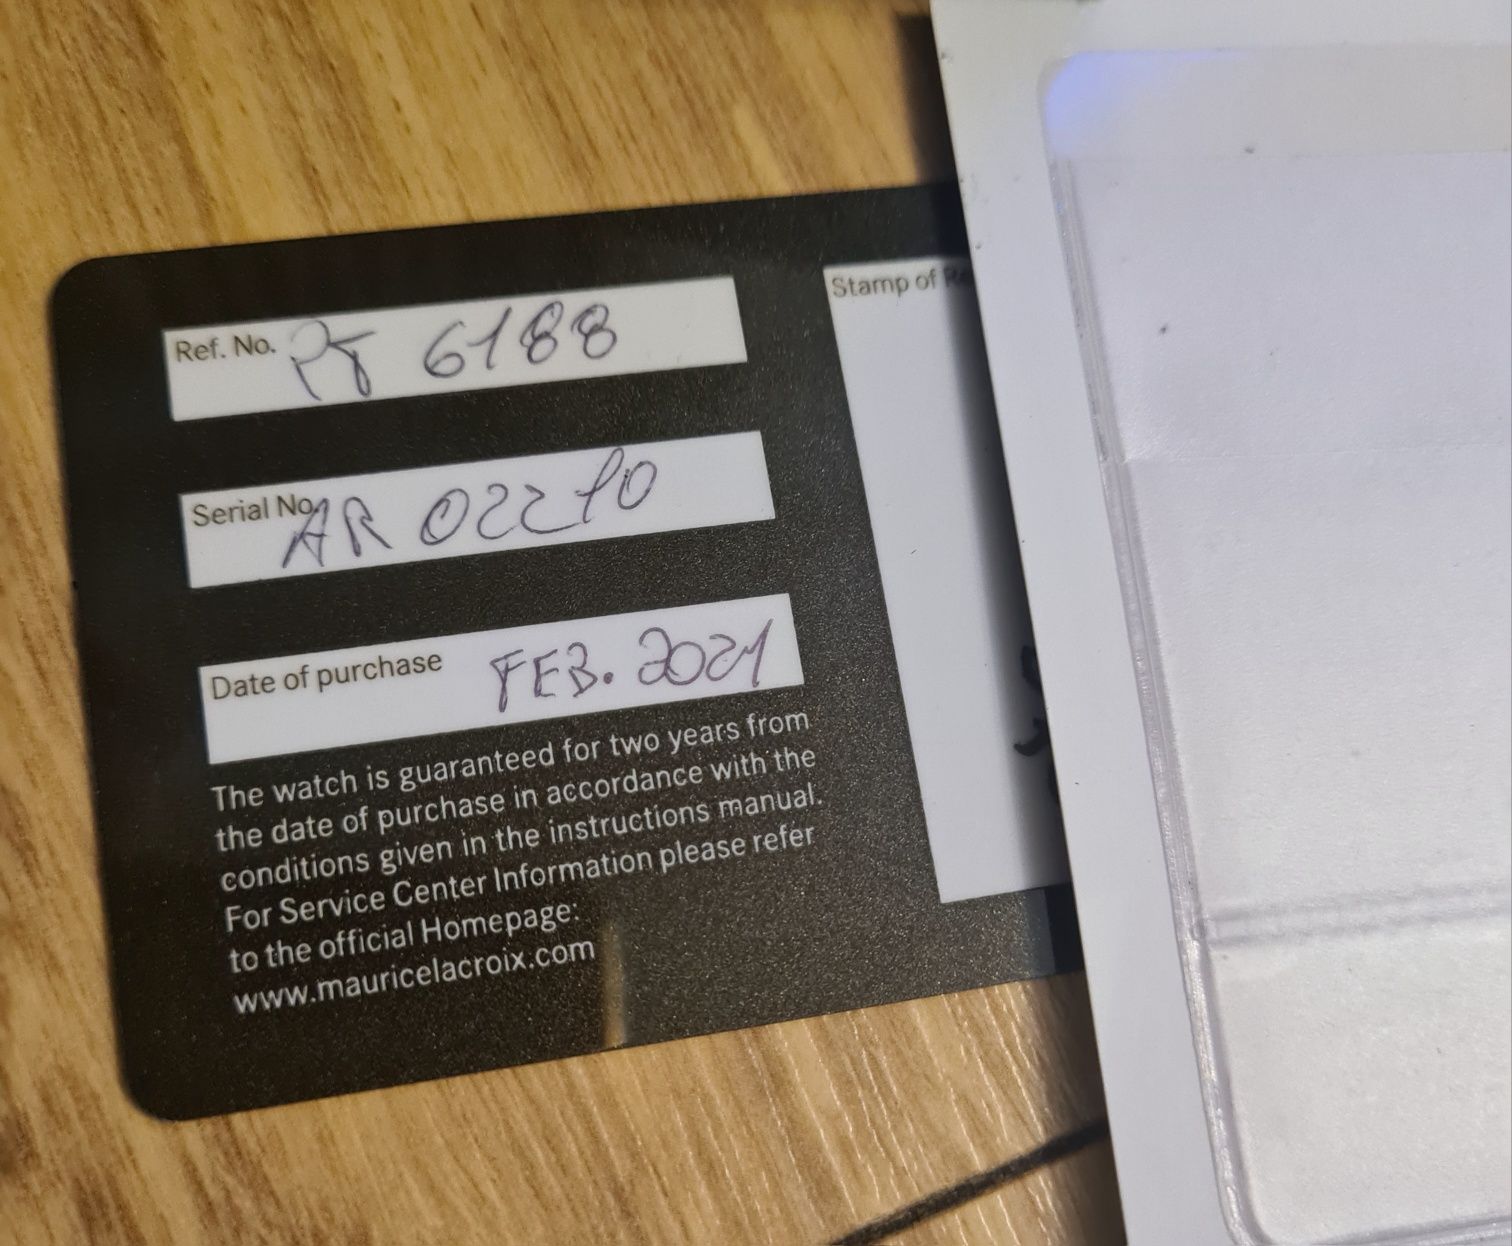 Ref. No. PT 6188
Serial No. AR 02210
Date of purchase FEB. 2021
The watch is guaranteed for two years from
the date of purchase in accordance with the
conditions given in the instructions manual.
For Service Center Information please refer
to the official Homepage:
www.mauricelacroix.com
Stamp of